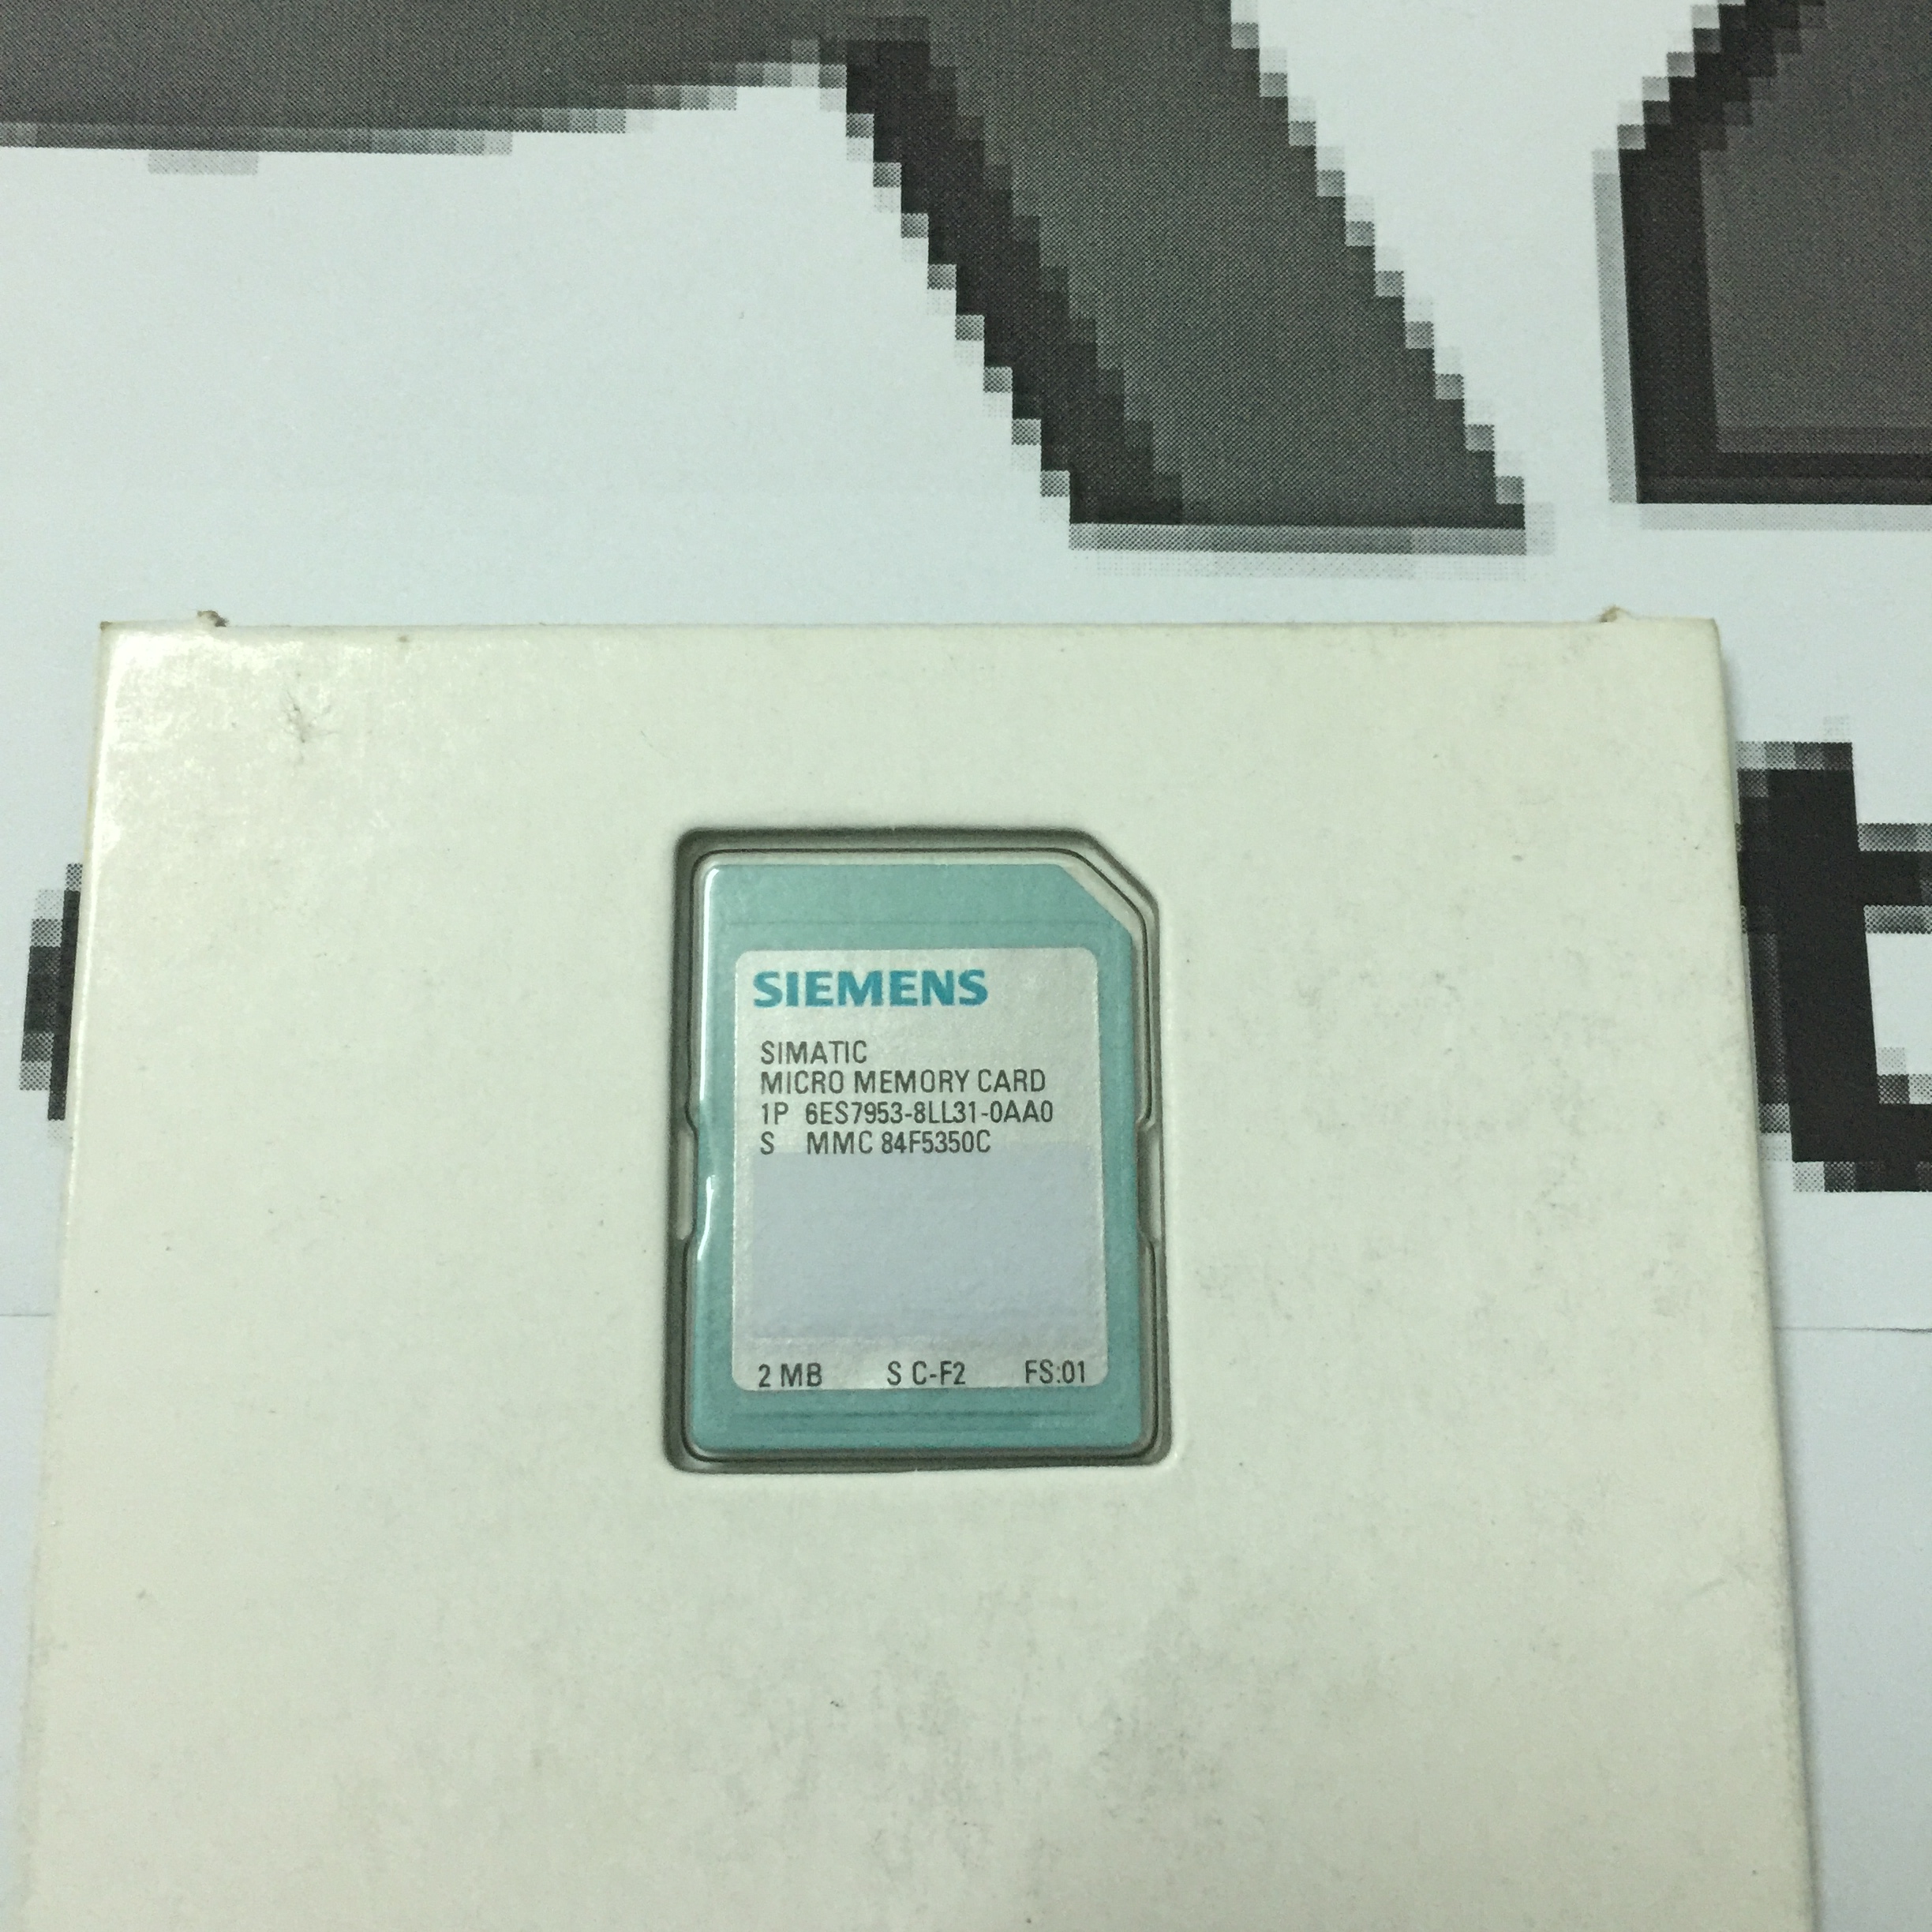 SIEMENS
SIMATIC
MICRO MEMORY CARD
1P 6ES7953-8LL31-0AA0
S MMC 84F5350C
2 MB S C-F2 FS:01